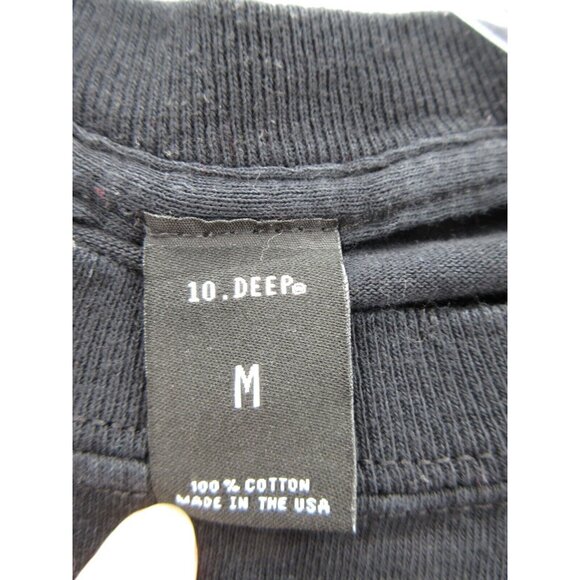 10.DEEP®
M
100% COTTON
MADE IN THE USA